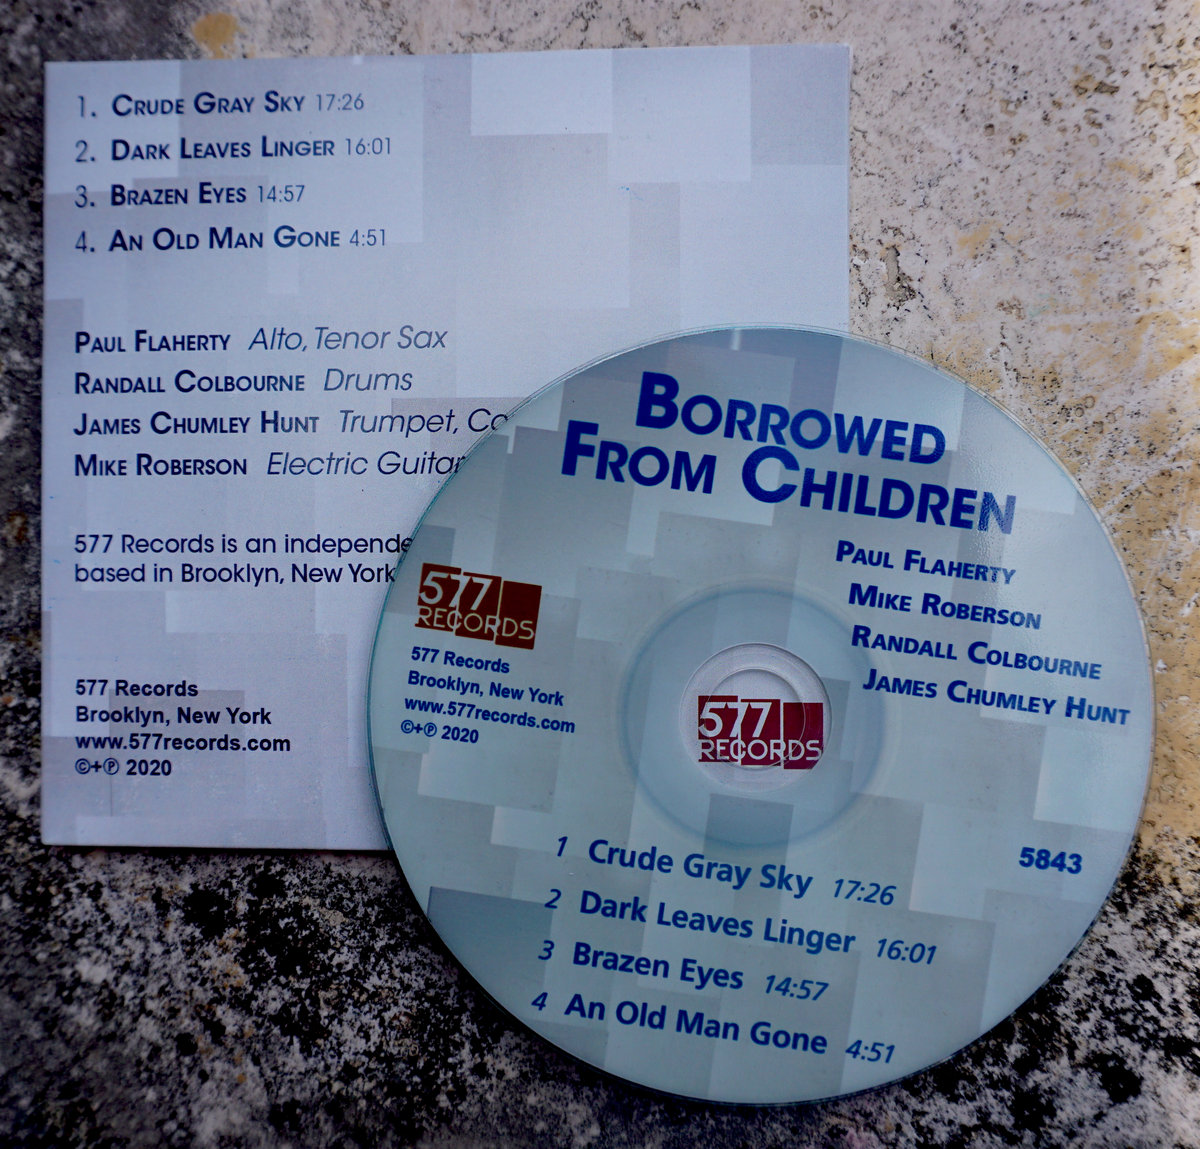 1. Crude Gray Sky 17:26
2. Dark Leaves Linger 16:01
3. Brazen Eyes 14:57
4. An Old Man Gone 4:51
Paul Flaherty Alto, Tenor Sax
Randall Colbourne Drums
James Chumley Hunt Trumpet,
Mike Roberson Electric Guitar
577 Records is an
based in Brooklyn, New York
577 Records
Brooklyn, New York
www.577records.com
©+℗ 2020
Borrowed
From Children
Paul Flaherty
Mike Roberson
Randall Colbourne
James Chumley Hunt
577
RECORDS
577 Records
Brooklyn, New York
www.577records.com
©+℗ 2020
577
RECORDS
5843
1 Crude Gray Sky 17:26
2 Dark Leaves Linger 16:01
3 Brazen Eyes 14:57
4 An Old Man Gone 4:51